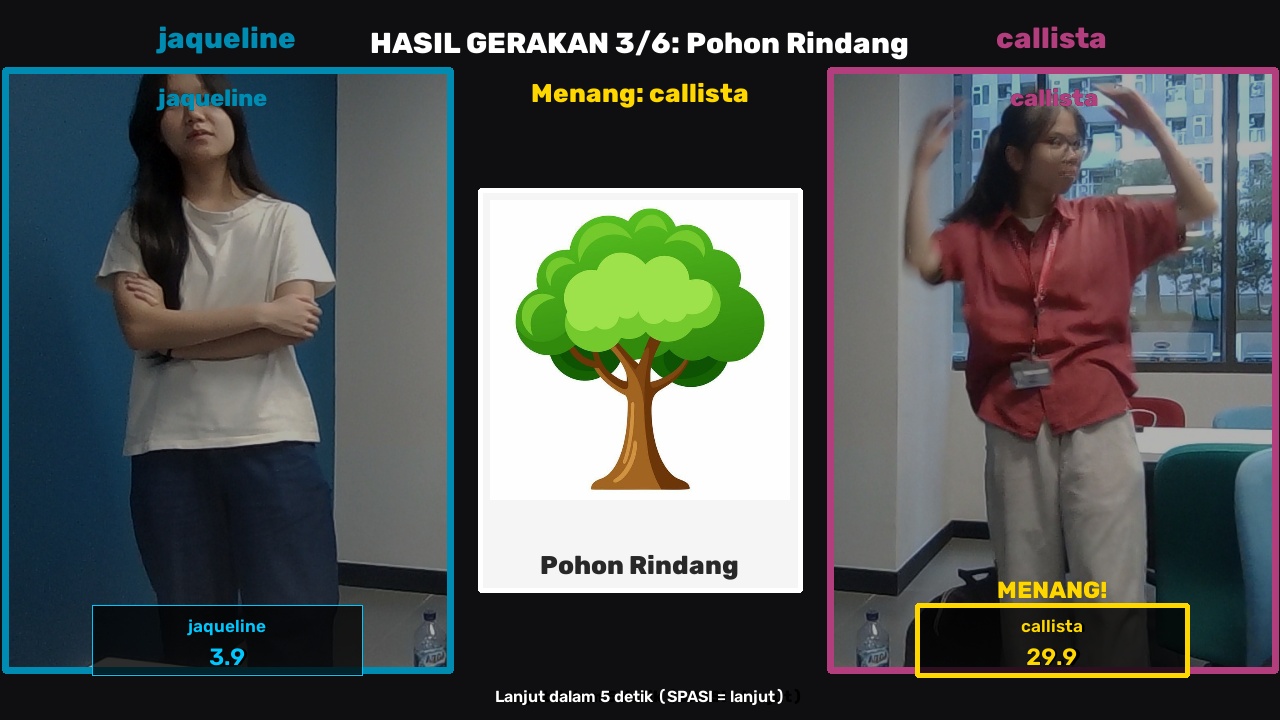 jaqueline
HASIL GERAKAN 3/6: Pohon Rindang
callista
jaqueline
Menang: callista
callista
Pohon Rindang
MENANG!
jaqueline
3.9
callista
29.9
Lanjut dalam 5 detik (SPASI = lanjut)